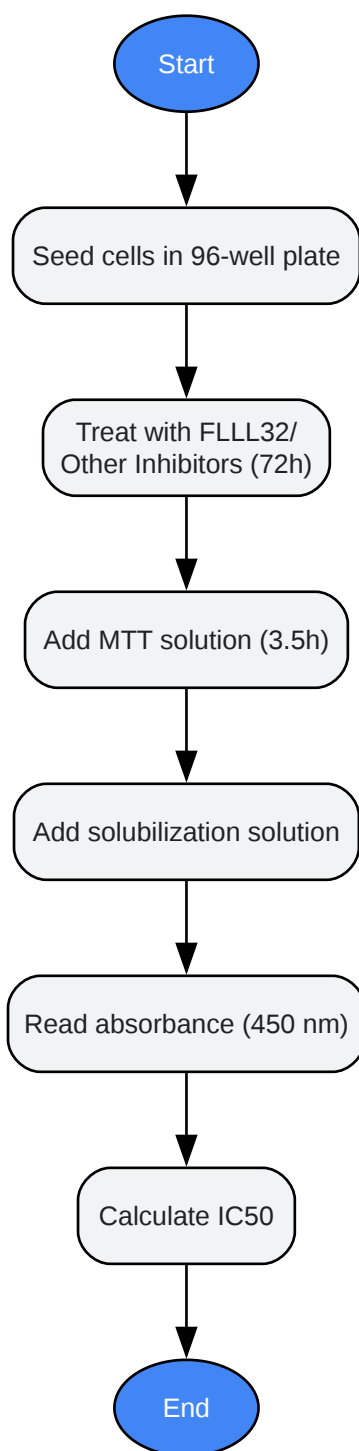 Start
Seed cells in 96-well plate
Treat with FLLL32/
Other Inhibitors (72h)
Add MTT solution (3.5h)
Add solubilization solution
Read absorbance (450 nm)
Calculate IC50
End